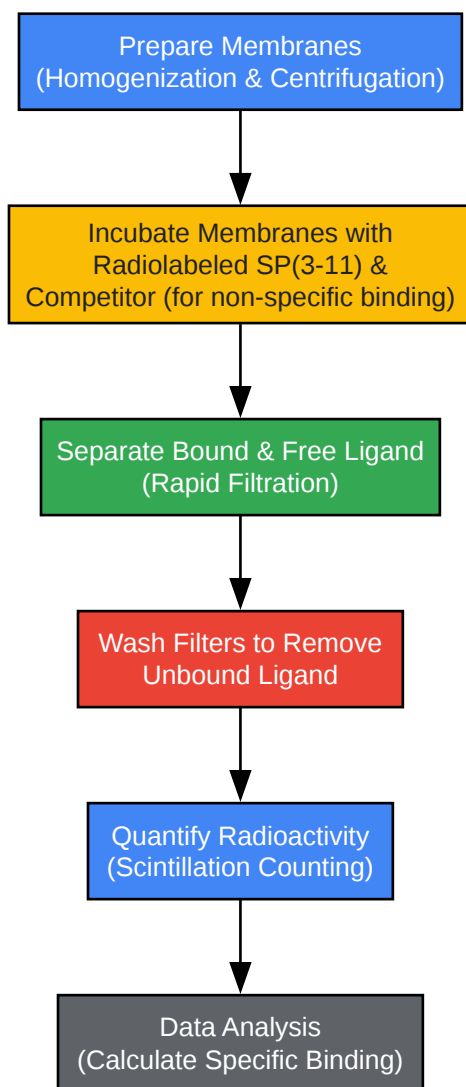 Prepare Membranes
(Homogenization & Centrifugation)
Incubate Membranes with
Radiolabeled SP(3-11) &
Competitor (for non-specific binding)
Separate Bound & Free Ligand
(Rapid Filtration)
Wash Filters to Remove
Unbound Ligand
Quantify Radioactivity
(Scintillation Counting)
Data Analysis
(Calculate Specific Binding)